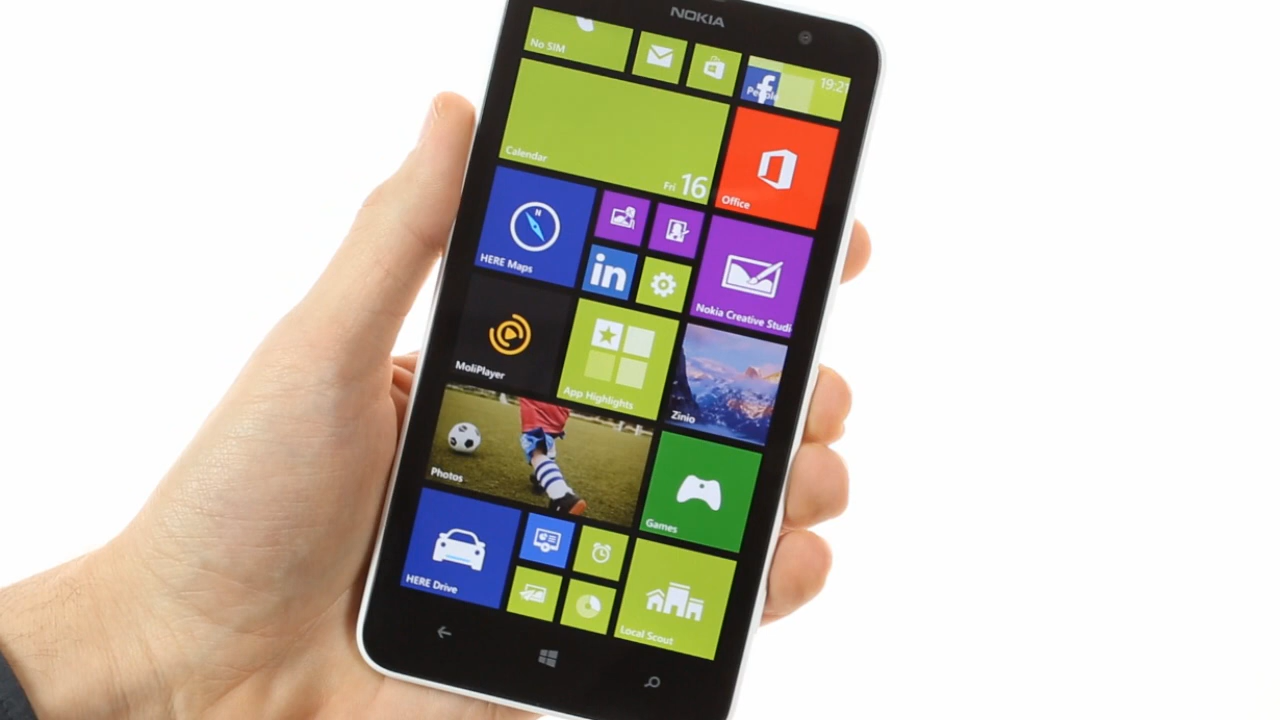 NOKIA
No SIM
19:21
People
Calendar
Fri 16
Office
N
HERE Maps
in
Nokia Creative Studi
MoliPlayer
App Highlights
Zinio
Photos
Games
HERE Drive
Local Scout